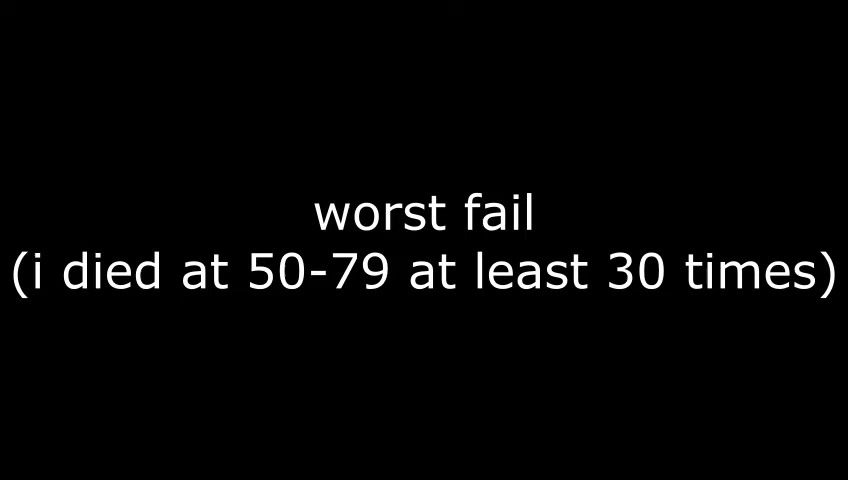 worst fail
(i died at 50-79 at least 30 times)